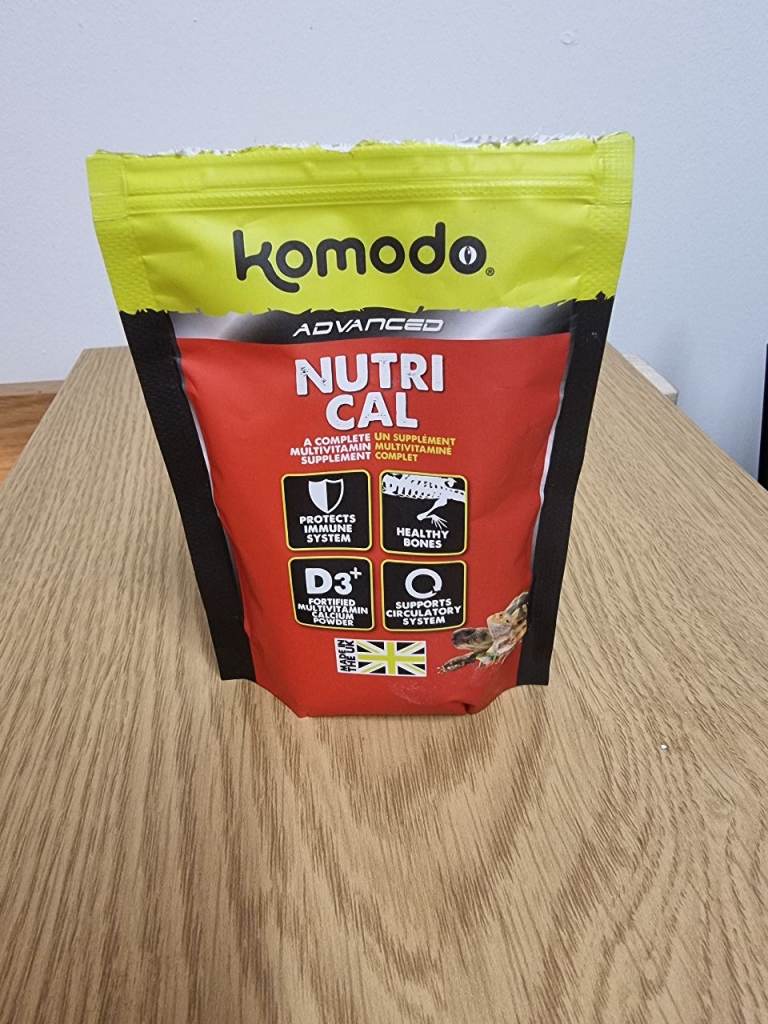 komodo®
ADVANCED
NUTRI
CAL
A COMPLETE
MULTIVITAMIN
SUPPLEMENT
UN SUPPLÉMENT
MULTIVITAMINE
COMPLET
PROTECTS
IMMUNE
SYSTEM
HEALTHY
BONES
D3+
FORTIFIED
MULTIVITAMIN
CALCIUM
POWDER
SUPPORTS
CIRCULATORY
SYSTEM
MADE IN
THE UK